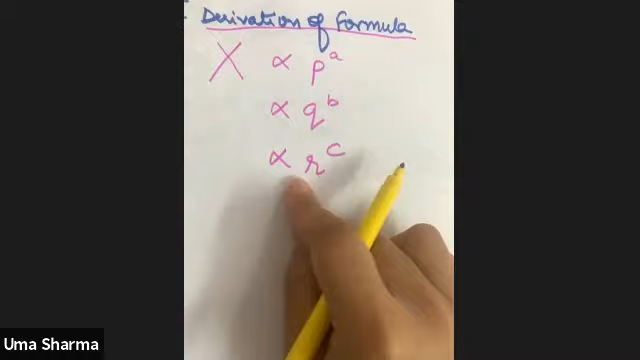 Derivation of formula
X ∝ p^a
∝ q^b
∝ r^c
Uma Sharma